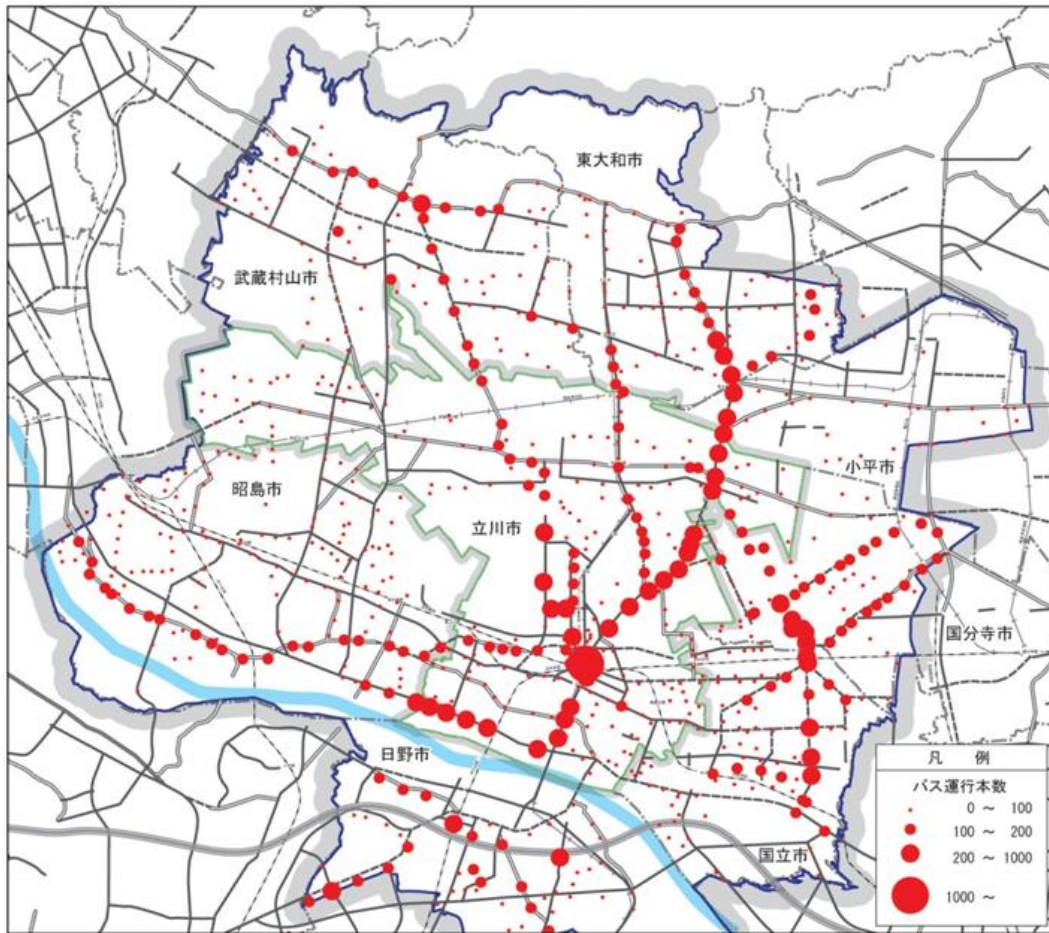 東大和市
武蔵村山市
小平市
昭島市
立川市
国分寺市
日野市
国立市
凡 例
バス運行本数
0 ～ 100
100 ～ 200
200 ～ 1000
1000 ～